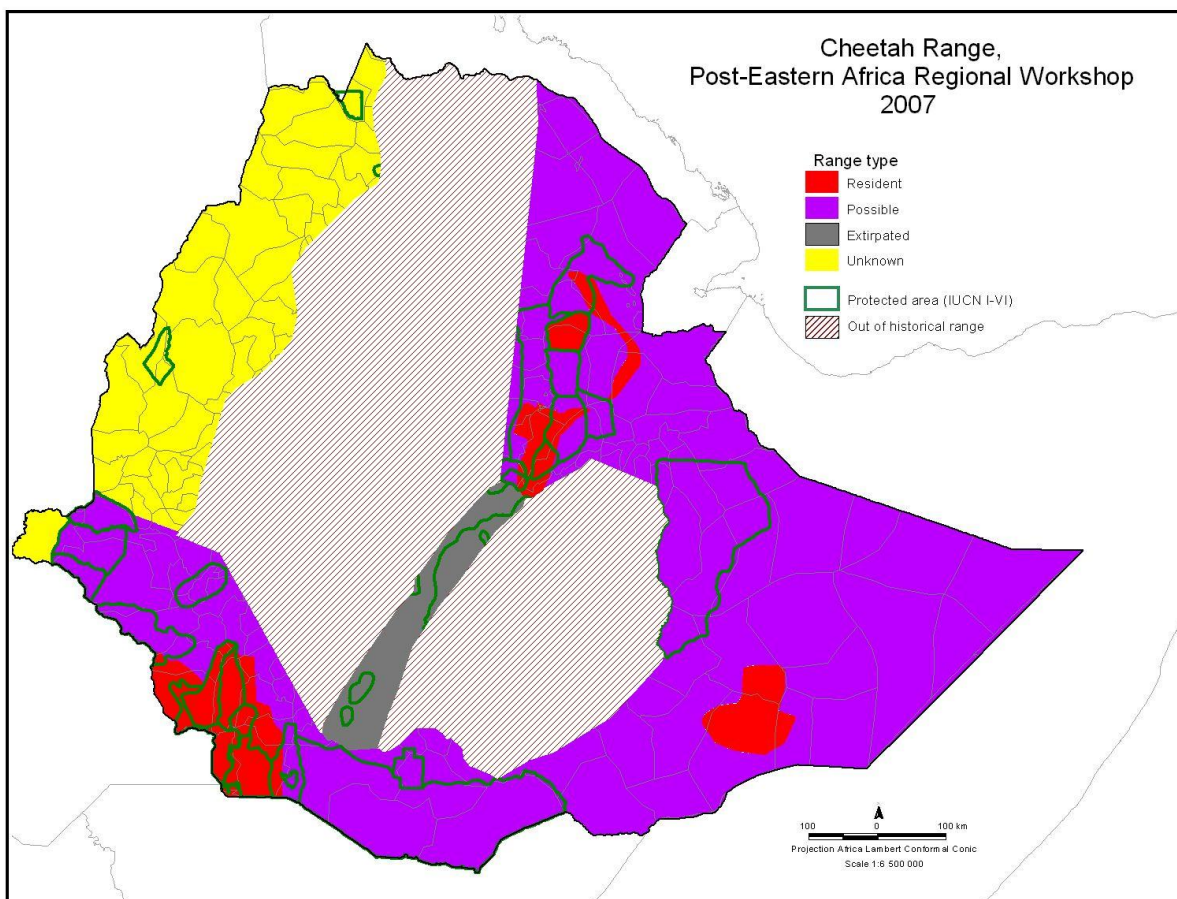 Cheetah Range,
Post-Eastern Africa Regional Workshop
2007
Range type
Resident
Possible
Extirpated
Unknown
Protected area (IUCN I-VI)
Out of historical range
100 0 100 km
Projection Africa Lambert Conformal Conic
Scale 1:6 500 000